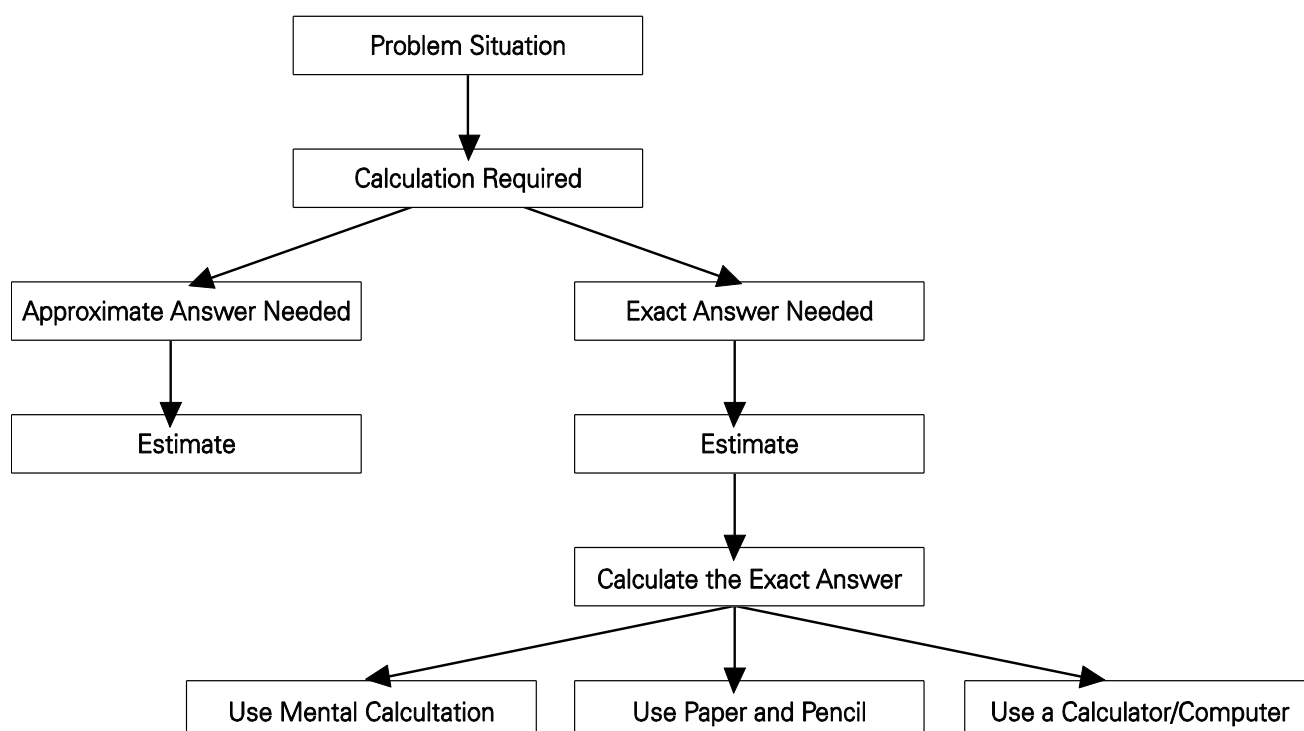 Problem Situation
Calculation Required
Approximate Answer Needed
Exact Answer Needed
Estimate
Estimate
Calculate the Exact Answer
Use Mental Calcultation
Use Paper and Pencil
Use a Calculator/Computer